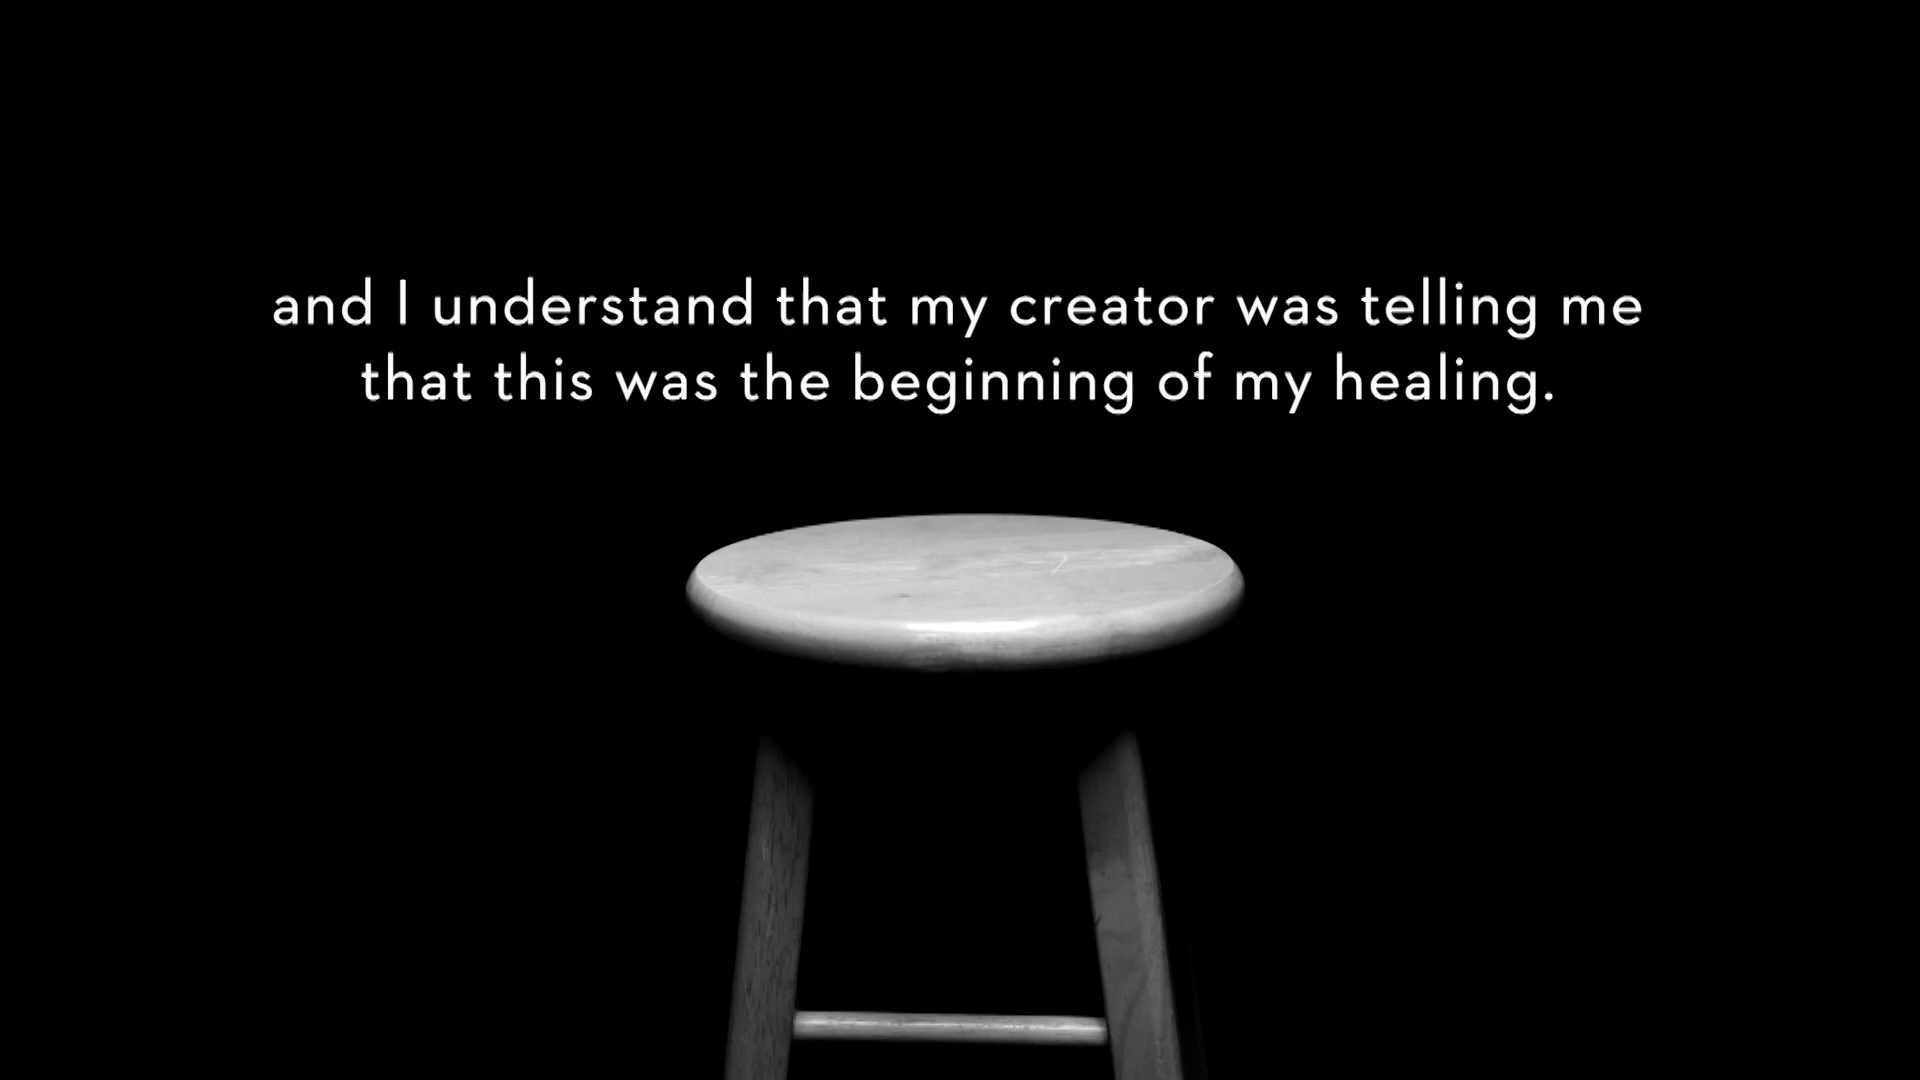 and I understand that my creator was telling me
that this was the beginning of my healing.